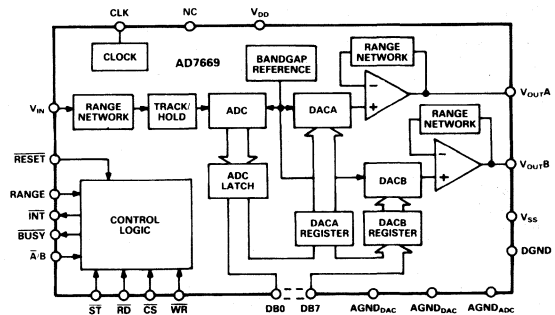 CLK
NC
VDD
CLOCK
AD7669
BANDGAP
REFERENCE
RANGE
NETWORK
VIN
RANGE
NETWORK
TRACK/
HOLD
ADC
DACA
VOUTA
RANGE
NETWORK
RESET
ADC
LATCH
DACB
VOUTB
RANGE
INT
BUSY
A/B
CONTROL
LOGIC
DACA
REGISTER
DACB
REGISTER
VSS
DGND
ST
RD
CS
WR
DB0
DB7
AGNDDAC
AGNDDAC
AGNDADC